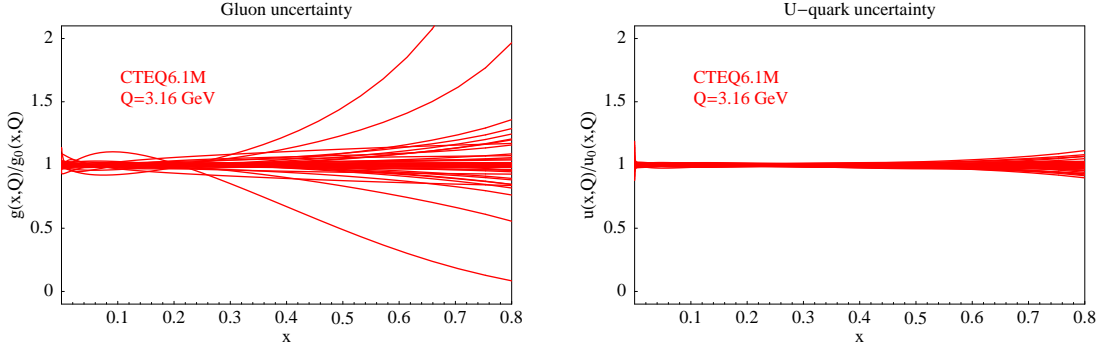 Gluon uncertainty
2
1.5
1
0.5
0
g(x,Q)/g₀(x,Q)
CTEQ6.1M
Q=3.16 GeV
0.1 0.2 0.3 0.4 0.5 0.6 0.7 0.8
x
U−quark uncertainty
2
1.5
1
0.5
0
u(x,Q)/u₀(x,Q)
CTEQ6.1M
Q=3.16 GeV
0.1 0.2 0.3 0.4 0.5 0.6 0.7 0.8
x